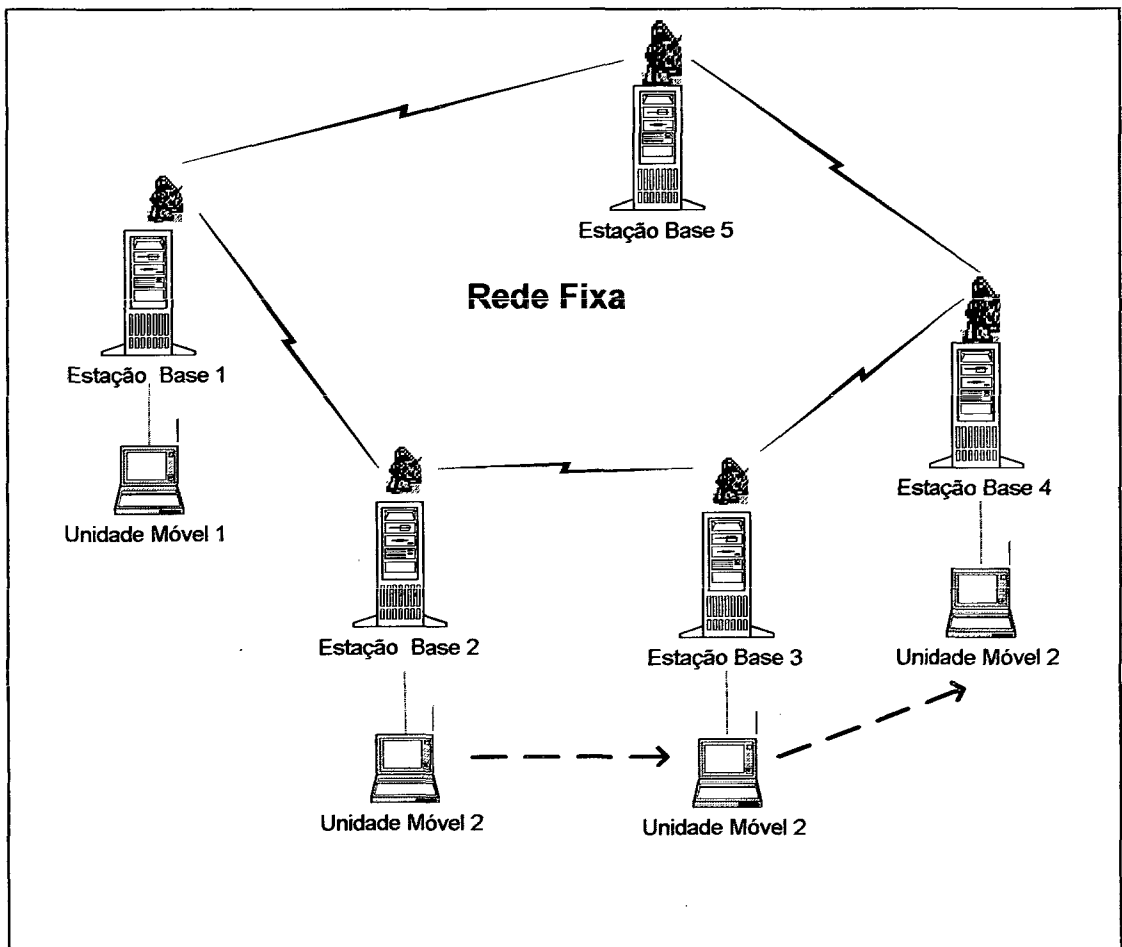 Estação Base 5
Rede Fixa
Estação Base 1
Estação Base 4
Unidade Móvel 1
Estação Base 2
Estação Base 3
Unidade Móvel 2
Unidade Móvel 2
Unidade Móvel 2